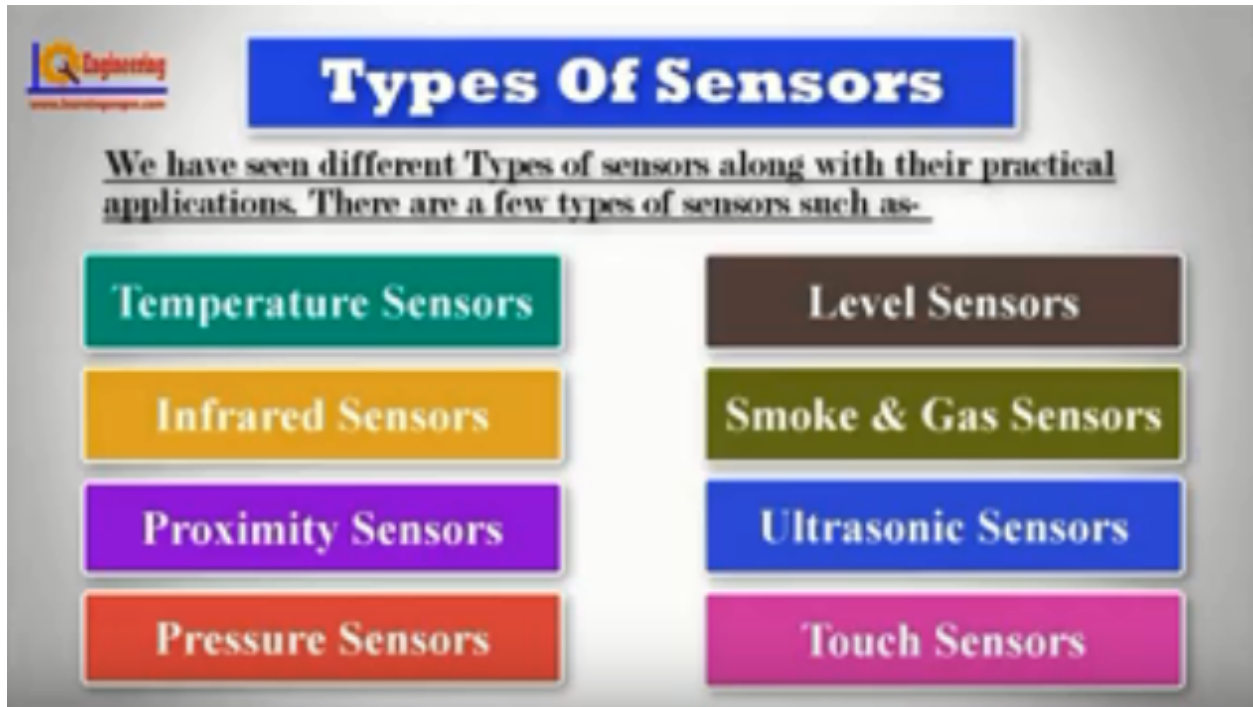 Engineering
Types Of Sensors
We have seen different Types of sensors along with their practical
applications. There are a few types of sensors such as-
Temperature Sensors
Level Sensors
Infrared Sensors
Smoke & Gas Sensors
Proximity Sensors
Ultrasonic Sensors
Pressure Sensors
Touch Sensors